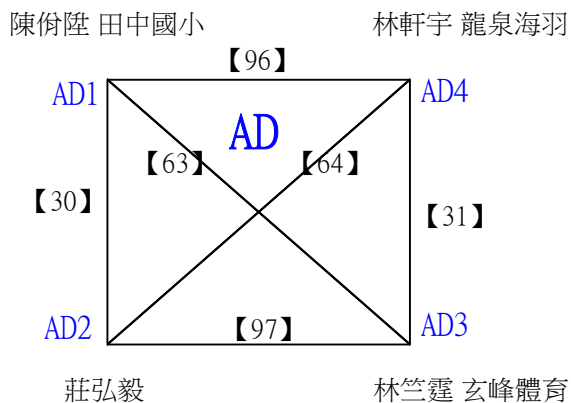 陳佾陞 田中國小 林軒宇 龍泉海羽
【96】
AD1 AD4
AD
【63】 【64】
【30】 【31】
AD2 【97】 AD3
莊弘毅 林竺霆 玄峰體育